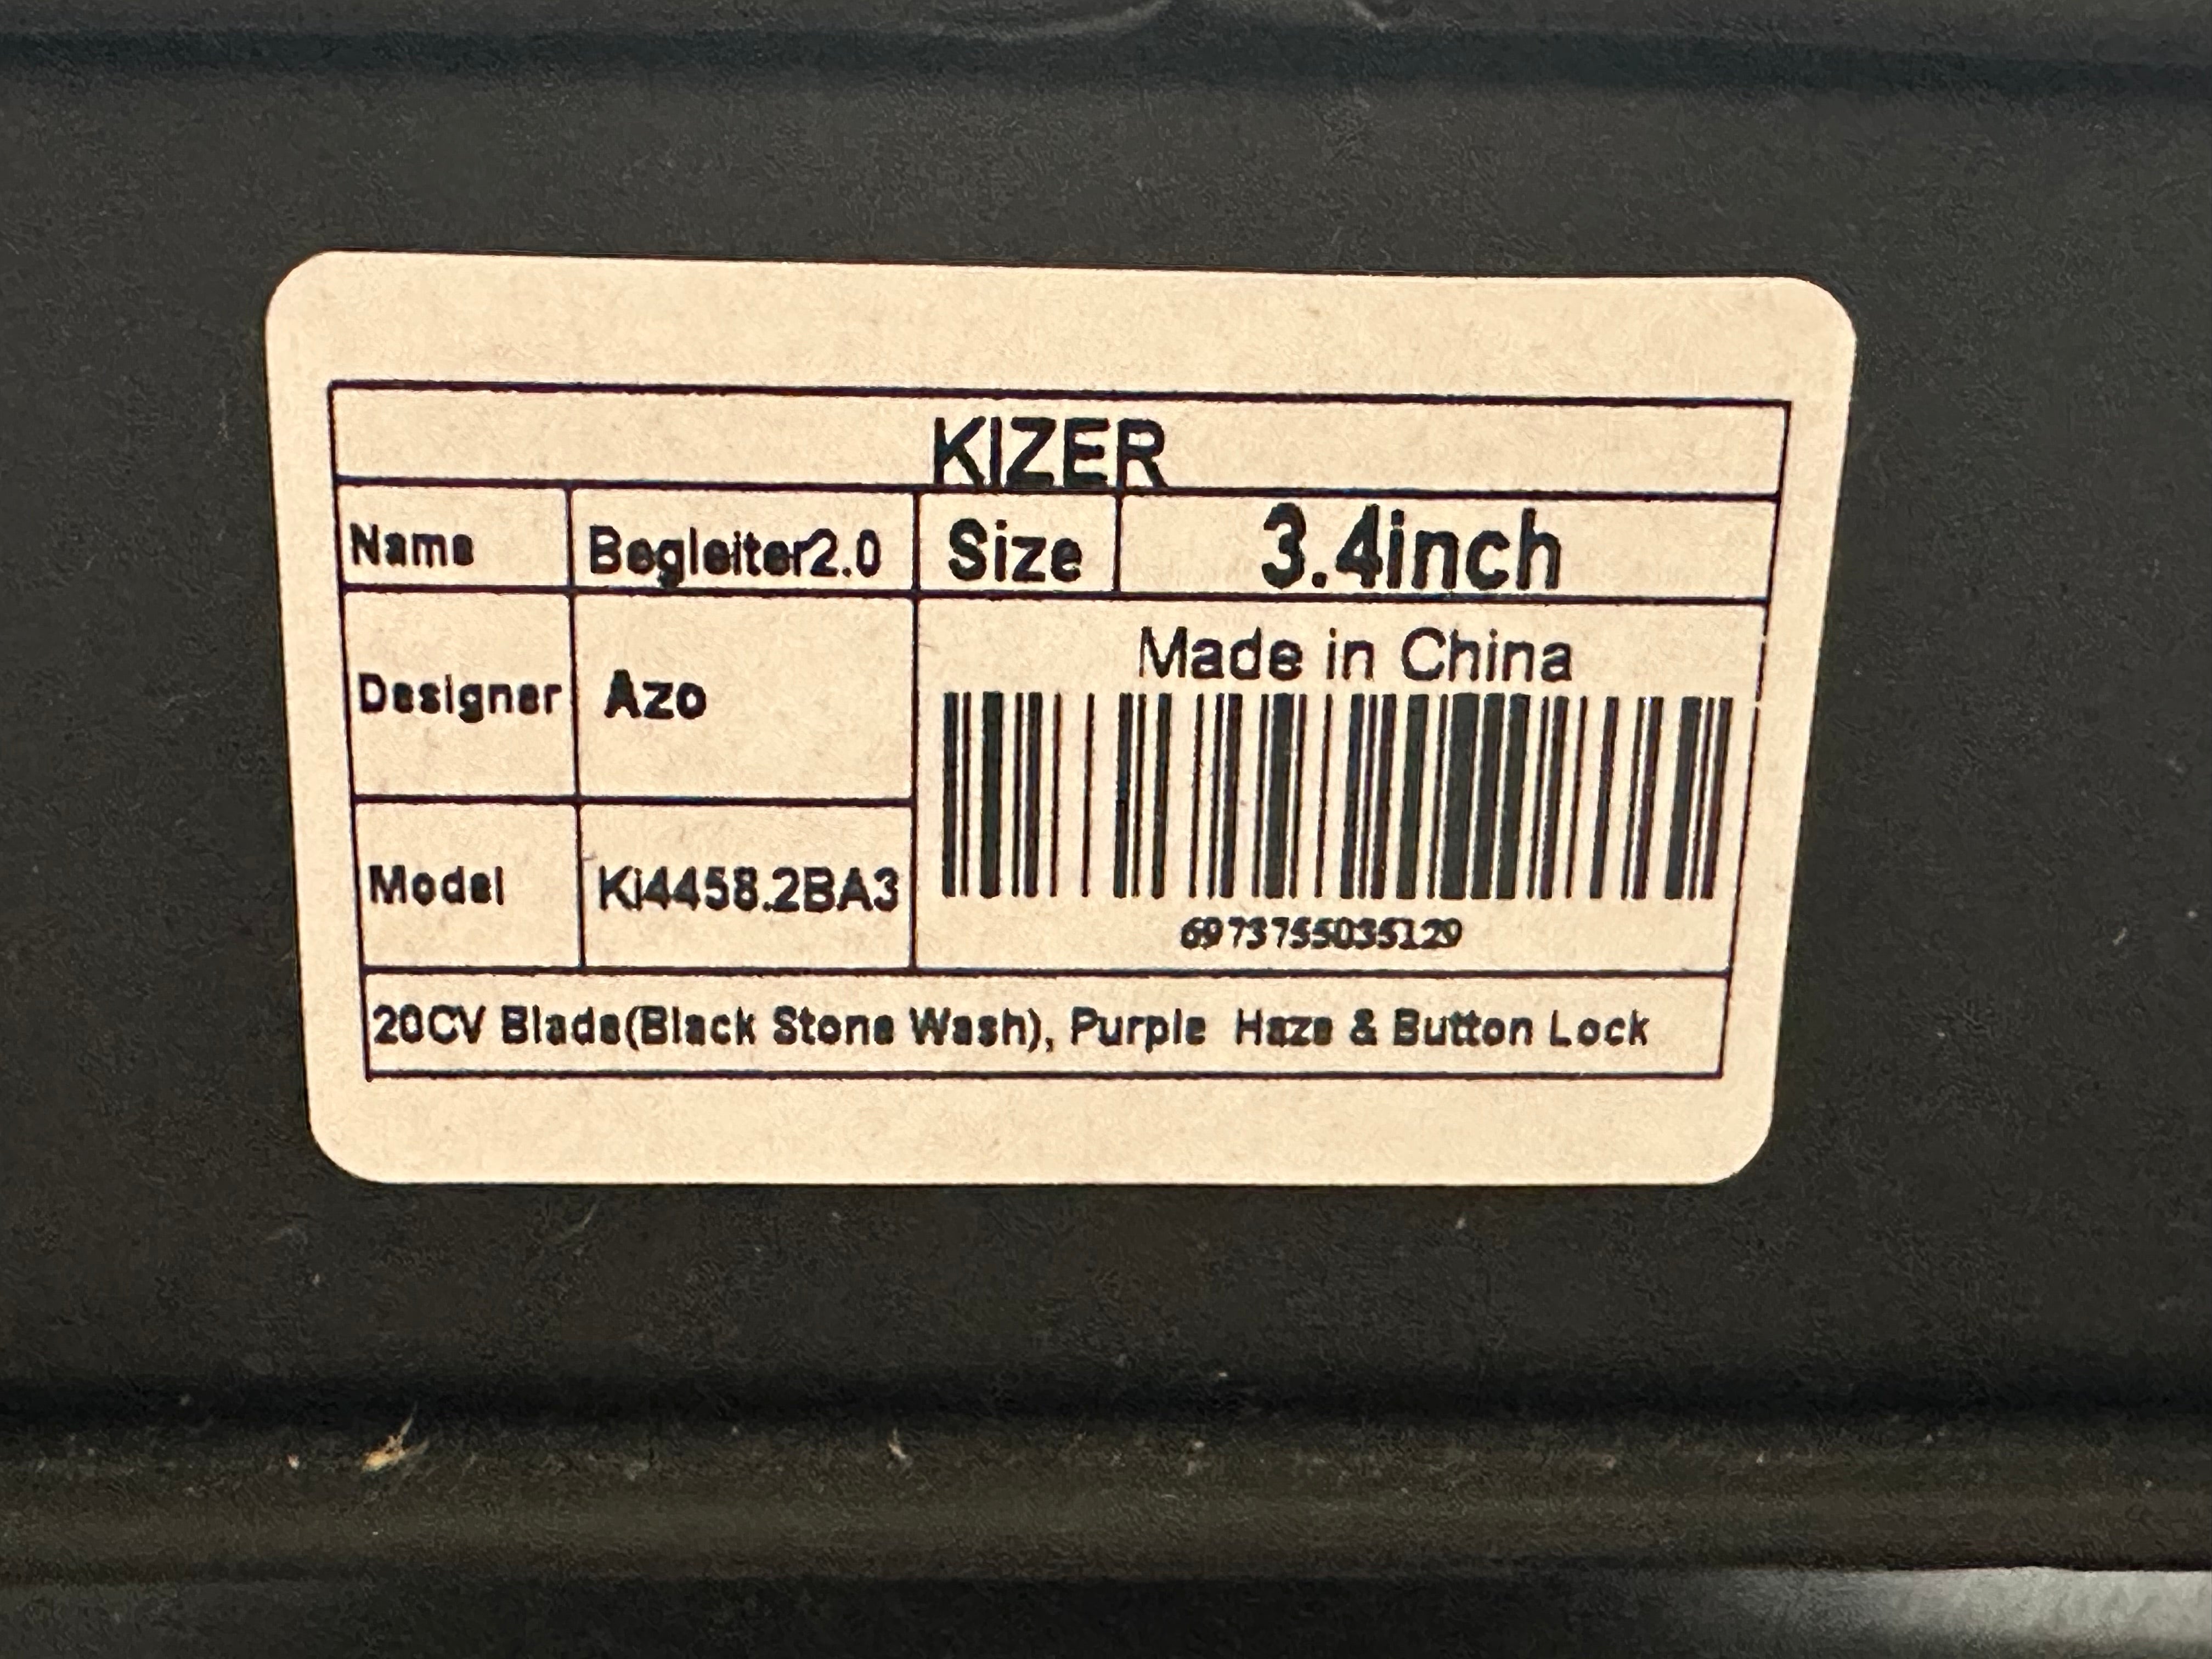 KIZER
Name Begleiter2.0 Size 3.4inch
Made in China
Designer Azo
Model Ki4458.2BA3
6973755035129
20CV Blade(Black Stone Wash), Purple Haze & Button Lock